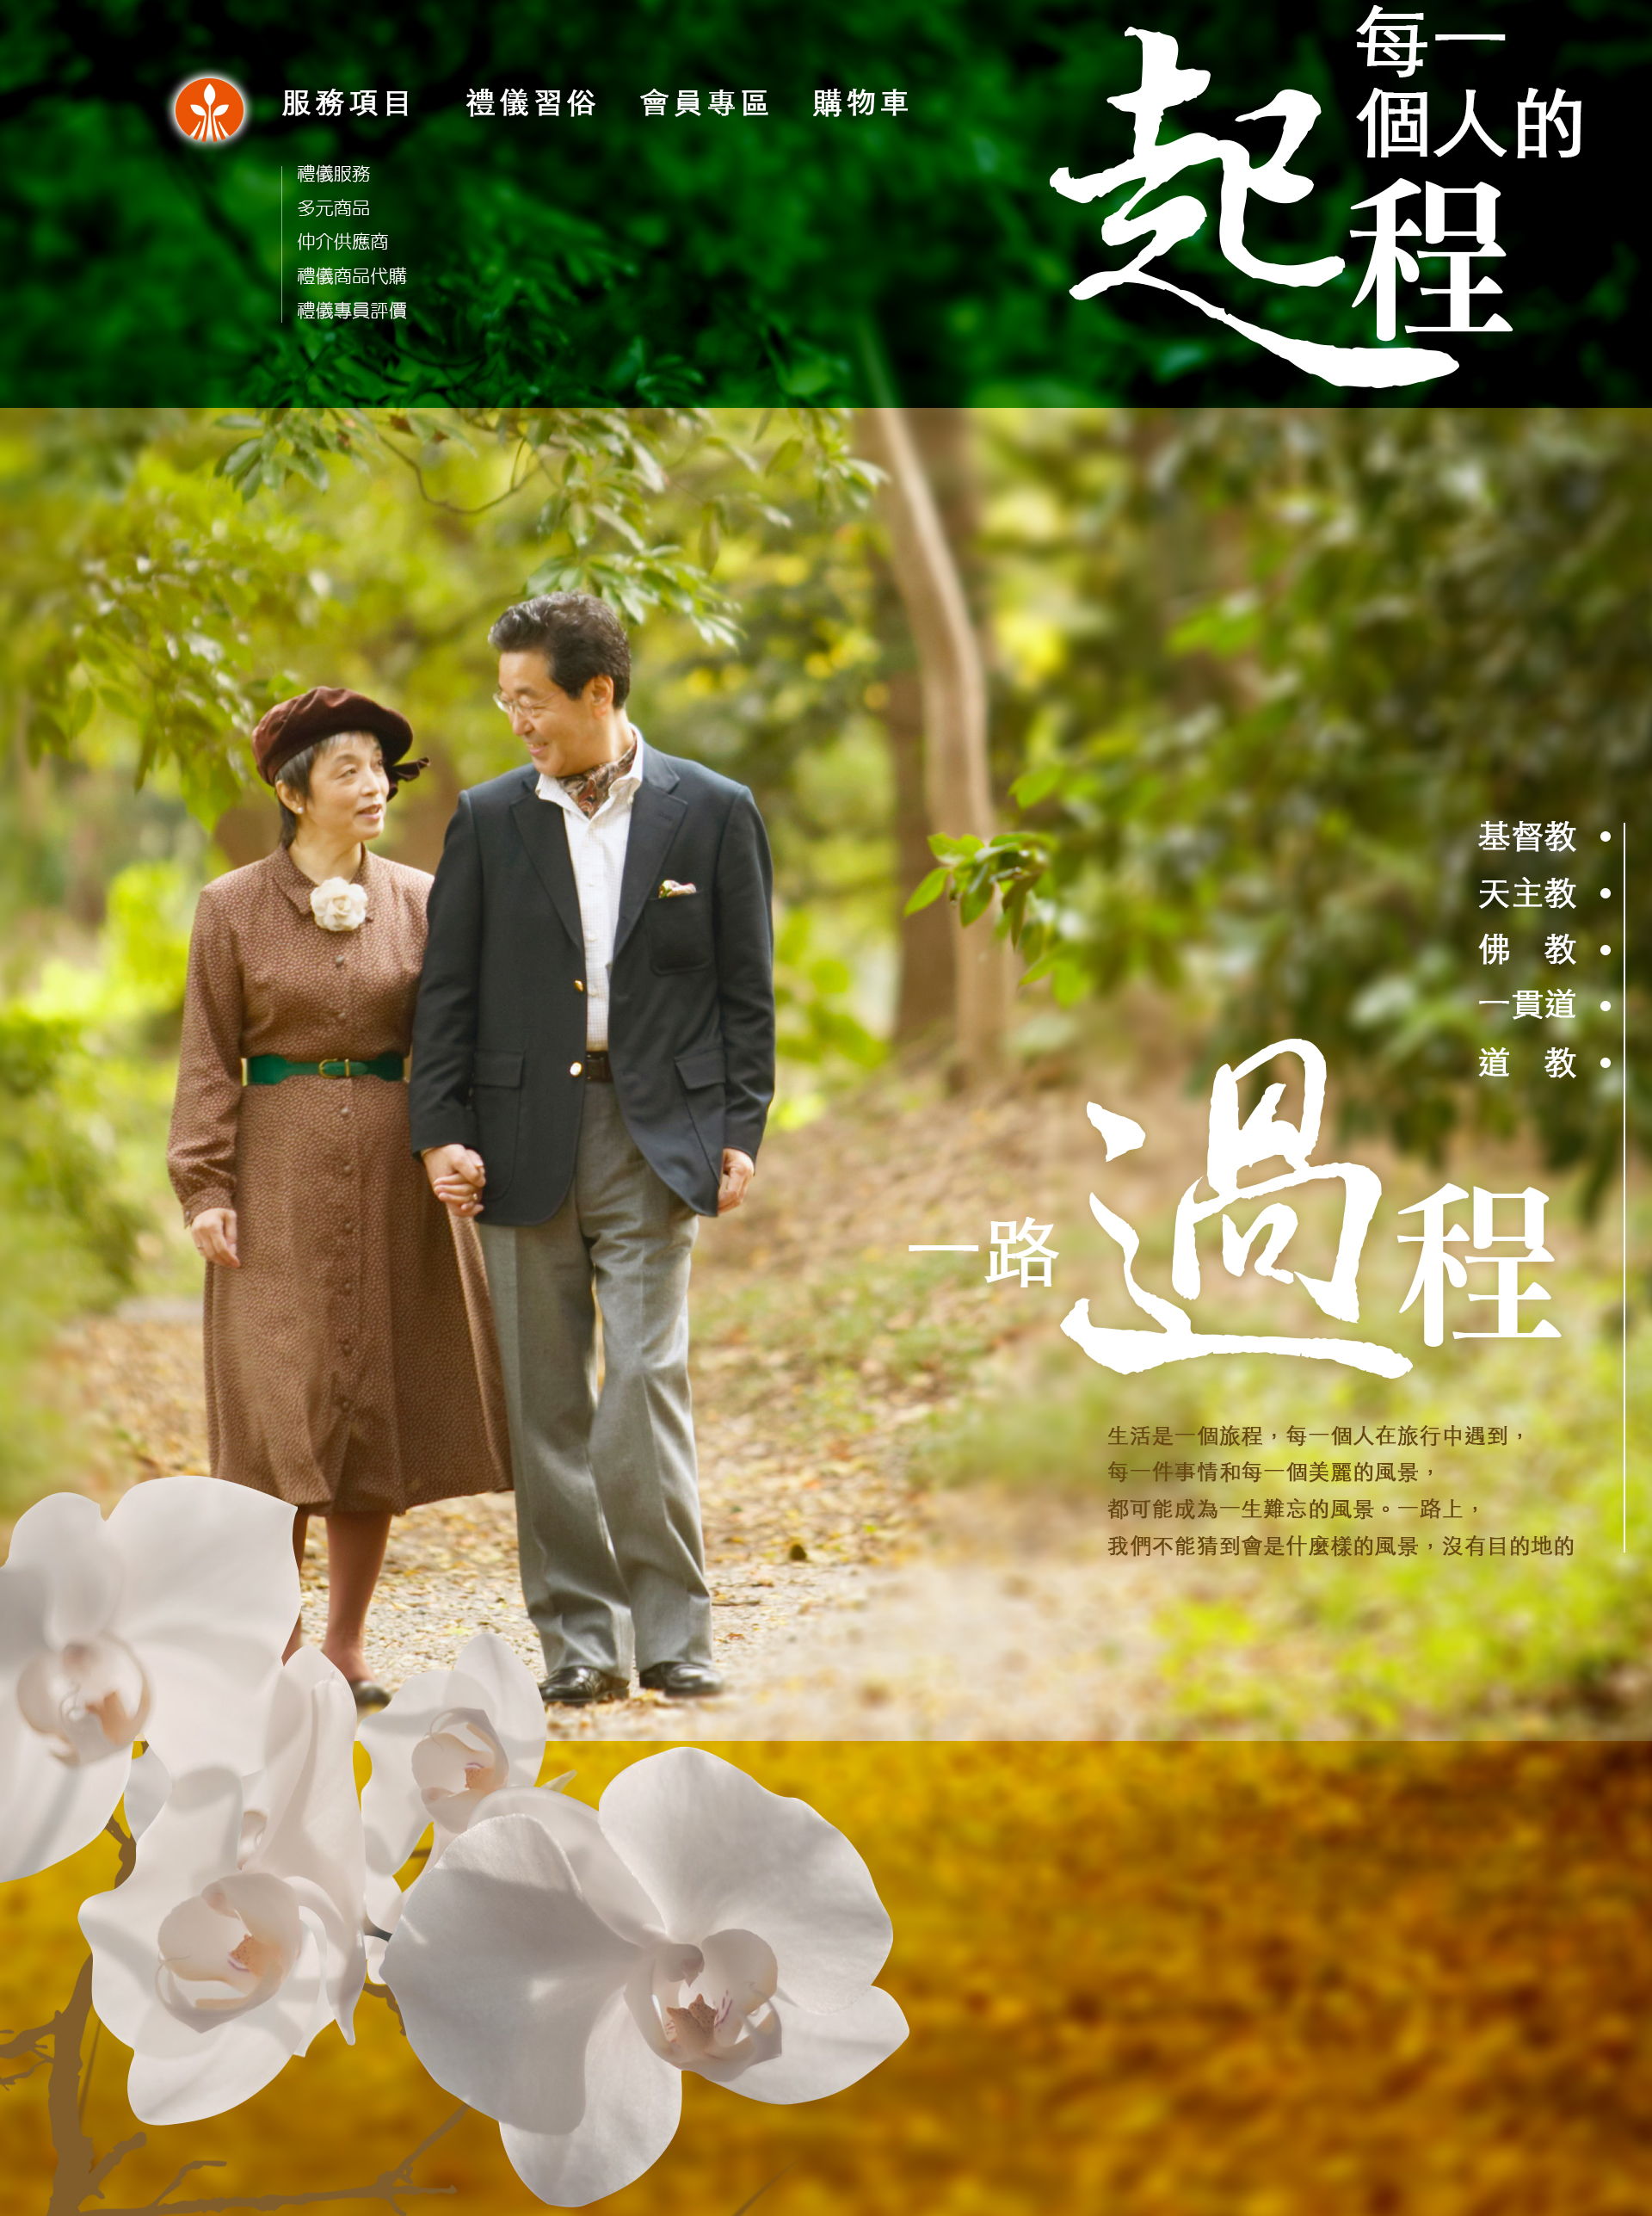 服務項目 禮儀習俗 會員專區 購物車
禮儀服務
多元商品
仲介供應商
禮儀商品代購
禮儀專員評價
每一
個人的
起程
基督教
天主教
佛 教
一貫道
道 教
一路過程
生活是一個旅程，每一個人在旅行中遇到，
每一件事情和每一個美麗的風景，
都可能成為一生難忘的風景。一路上，
我們不能猜到會是什麼樣的風景，沒有目的地的